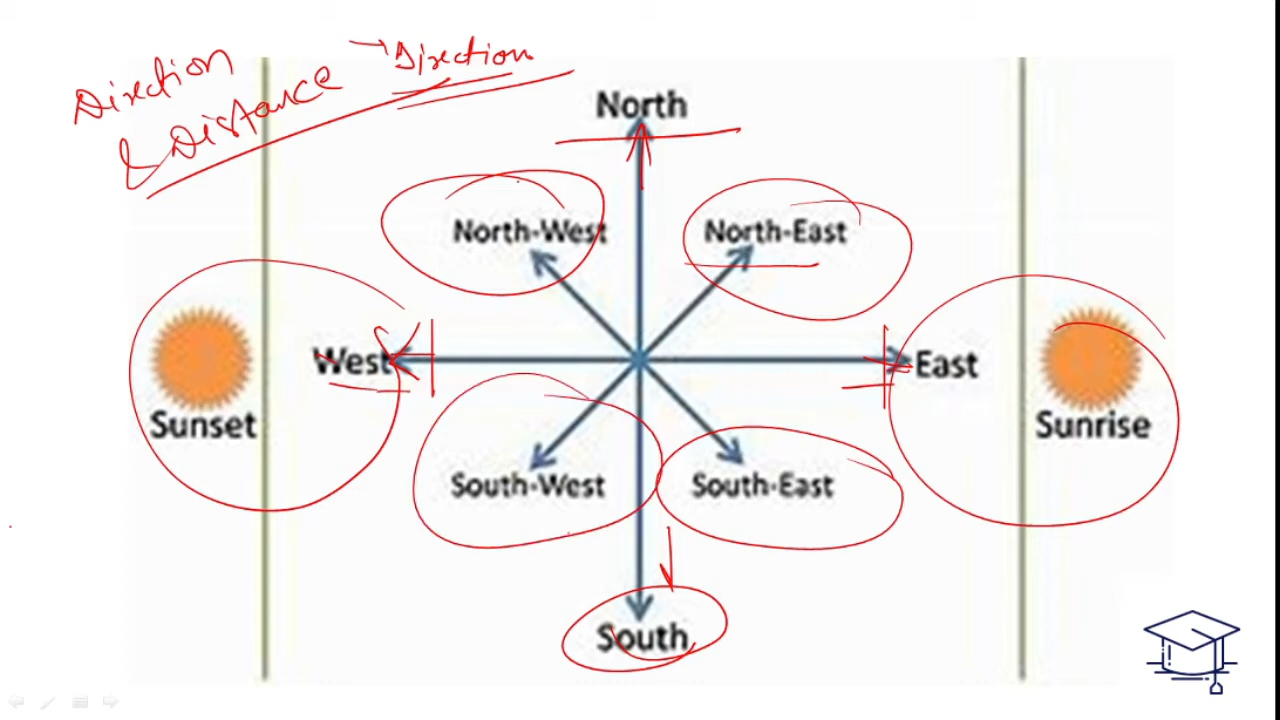 Direction
& Distance → Direction
North
North-West
North-East
West
East
Sunset
Sunrise
South-West
South-East
South